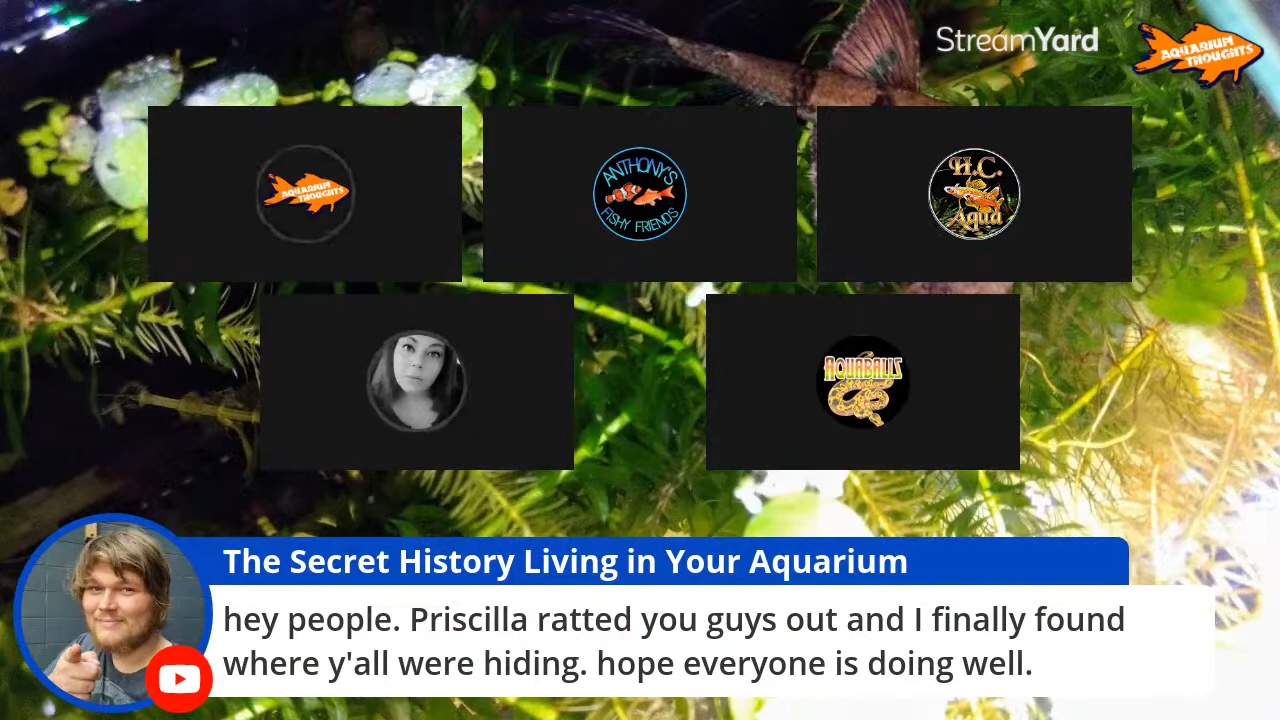 StreamYard
AQUARIUM
THOUGHTS
AQUARIUM
THOUGHTS
ANTHONY'S
FISHY FRIENDS
H.C.
Aqua
AQUABALLS
The Secret History Living in Your Aquarium
hey people. Priscilla ratted you guys out and I finally found
where y'all were hiding. hope everyone is doing well.